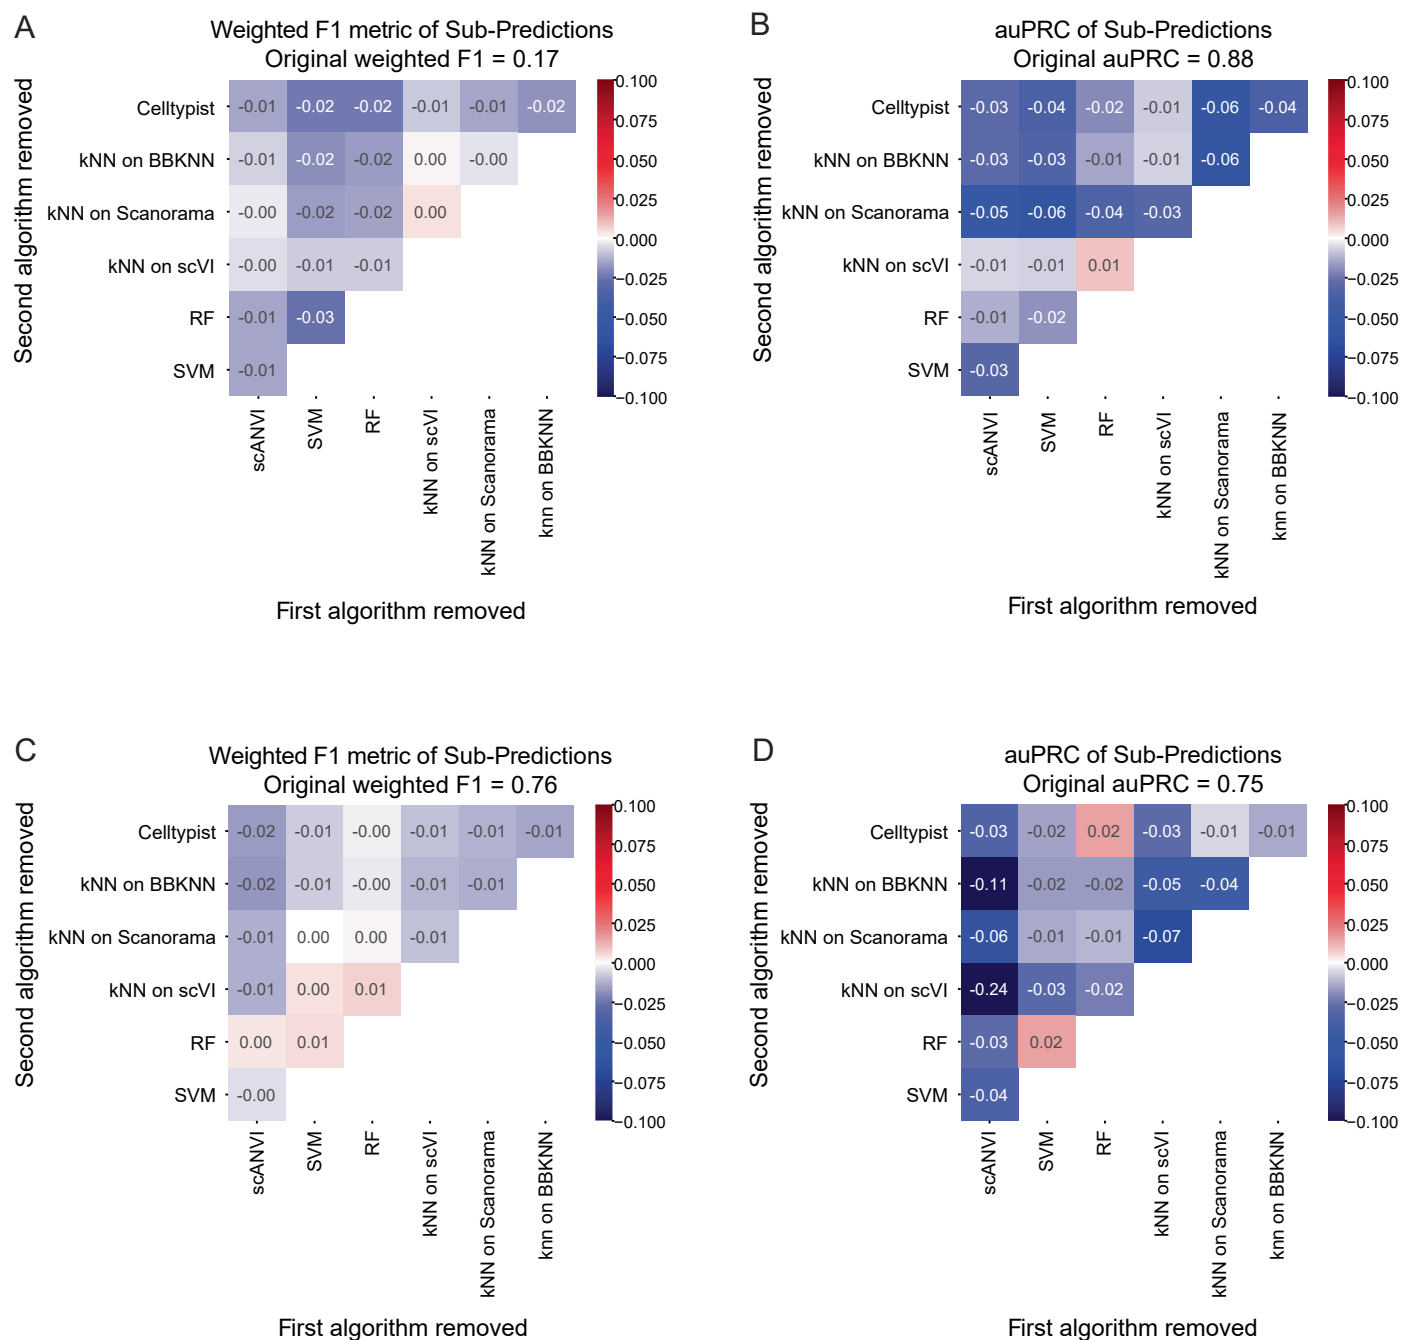 A
Weighted F1 metric of Sub-Predictions
Original weighted F1 = 0.17
Second algorithm removed
Celltypist
-0.01 -0.02 -0.02 -0.01 -0.01 -0.02
kNN on BBKNN
-0.01 -0.02 -0.02 0.00 -0.00
kNN on Scanorama
-0.00 -0.02 -0.02 0.00
kNN on scVI
-0.00 -0.01 -0.01
RF
-0.01 -0.03
SVM
-0.01
scANVI
SVM
RF
kNN on scVI
kNN on Scanorama
knn on BBKNN
First algorithm removed
0.100
0.075
0.050
0.025
0.000
−0.025
−0.050
−0.075
−0.100
B
auPRC of Sub-Predictions
Original auPRC = 0.88
Second algorithm removed
Celltypist
-0.03 -0.04 -0.02 -0.01 -0.06 -0.04
kNN on BBKNN
-0.03 -0.03 -0.01 -0.01 -0.06
kNN on Scanorama
-0.05 -0.06 -0.04 -0.03
kNN on scVI
-0.01 -0.01 0.01
RF
-0.01 -0.02
SVM
-0.03
scANVI
SVM
RF
kNN on scVI
kNN on Scanorama
knn on BBKNN
First algorithm removed
0.100
0.075
0.050
0.025
0.000
−0.025
−0.050
−0.075
−0.100
C
Weighted F1 metric of Sub-Predictions
Original weighted F1 = 0.76
Second algorithm removed
Celltypist
-0.02 -0.01 -0.00 -0.01 -0.01 -0.01
kNN on BBKNN
-0.02 -0.01 -0.00 -0.01 -0.01
kNN on Scanorama
-0.01 0.00 0.00 -0.01
kNN on scVI
-0.01 0.00 0.01
RF
0.00 0.01
SVM
-0.00
scANVI
SVM
RF
kNN on scVI
kNN on Scanorama
knn on BBKNN
First algorithm removed
0.100
0.075
0.050
0.025
0.000
−0.025
−0.050
−0.075
−0.100
D
auPRC of Sub-Predictions
Original auPRC = 0.75
Second algorithm removed
Celltypist
-0.03 -0.02 0.02 -0.03 -0.01 -0.01
kNN on BBKNN
-0.11 -0.02 -0.02 -0.05 -0.04
kNN on Scanorama
-0.06 -0.01 -0.01 -0.07
kNN on scVI
-0.24 -0.03 -0.02
RF
-0.03 0.02
SVM
-0.04
scANVI
SVM
RF
kNN on scVI
kNN on Scanorama
knn on BBKNN
First algorithm removed
0.100
0.075
0.050
0.025
0.000
−0.025
−0.050
−0.075
−0.100